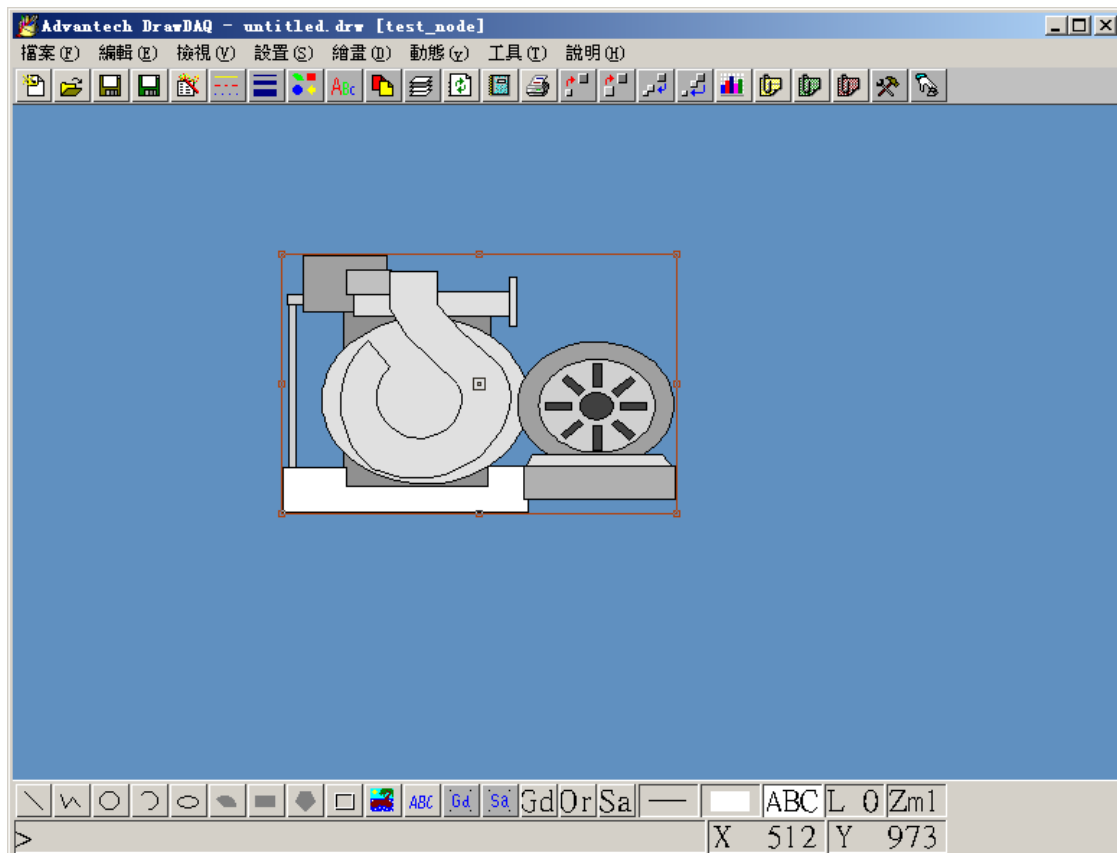 Advantech DrawDAQ - untitled.drw [test_node]
檔案(F) 編輯(E) 檢視(V) 設置(S) 繪畫(D) 動態(y) 工具(T) 說明(H)
ABc
ABC Gd Sa Gd Or Sa ABC L 0 Zm1
> X 512 Y 973